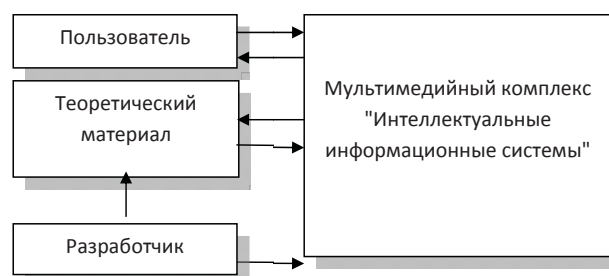 Пользователь
Теоретический
материал
Разработчик
Мультимедийный комплекс
"Интеллектуальные
информационные системы"